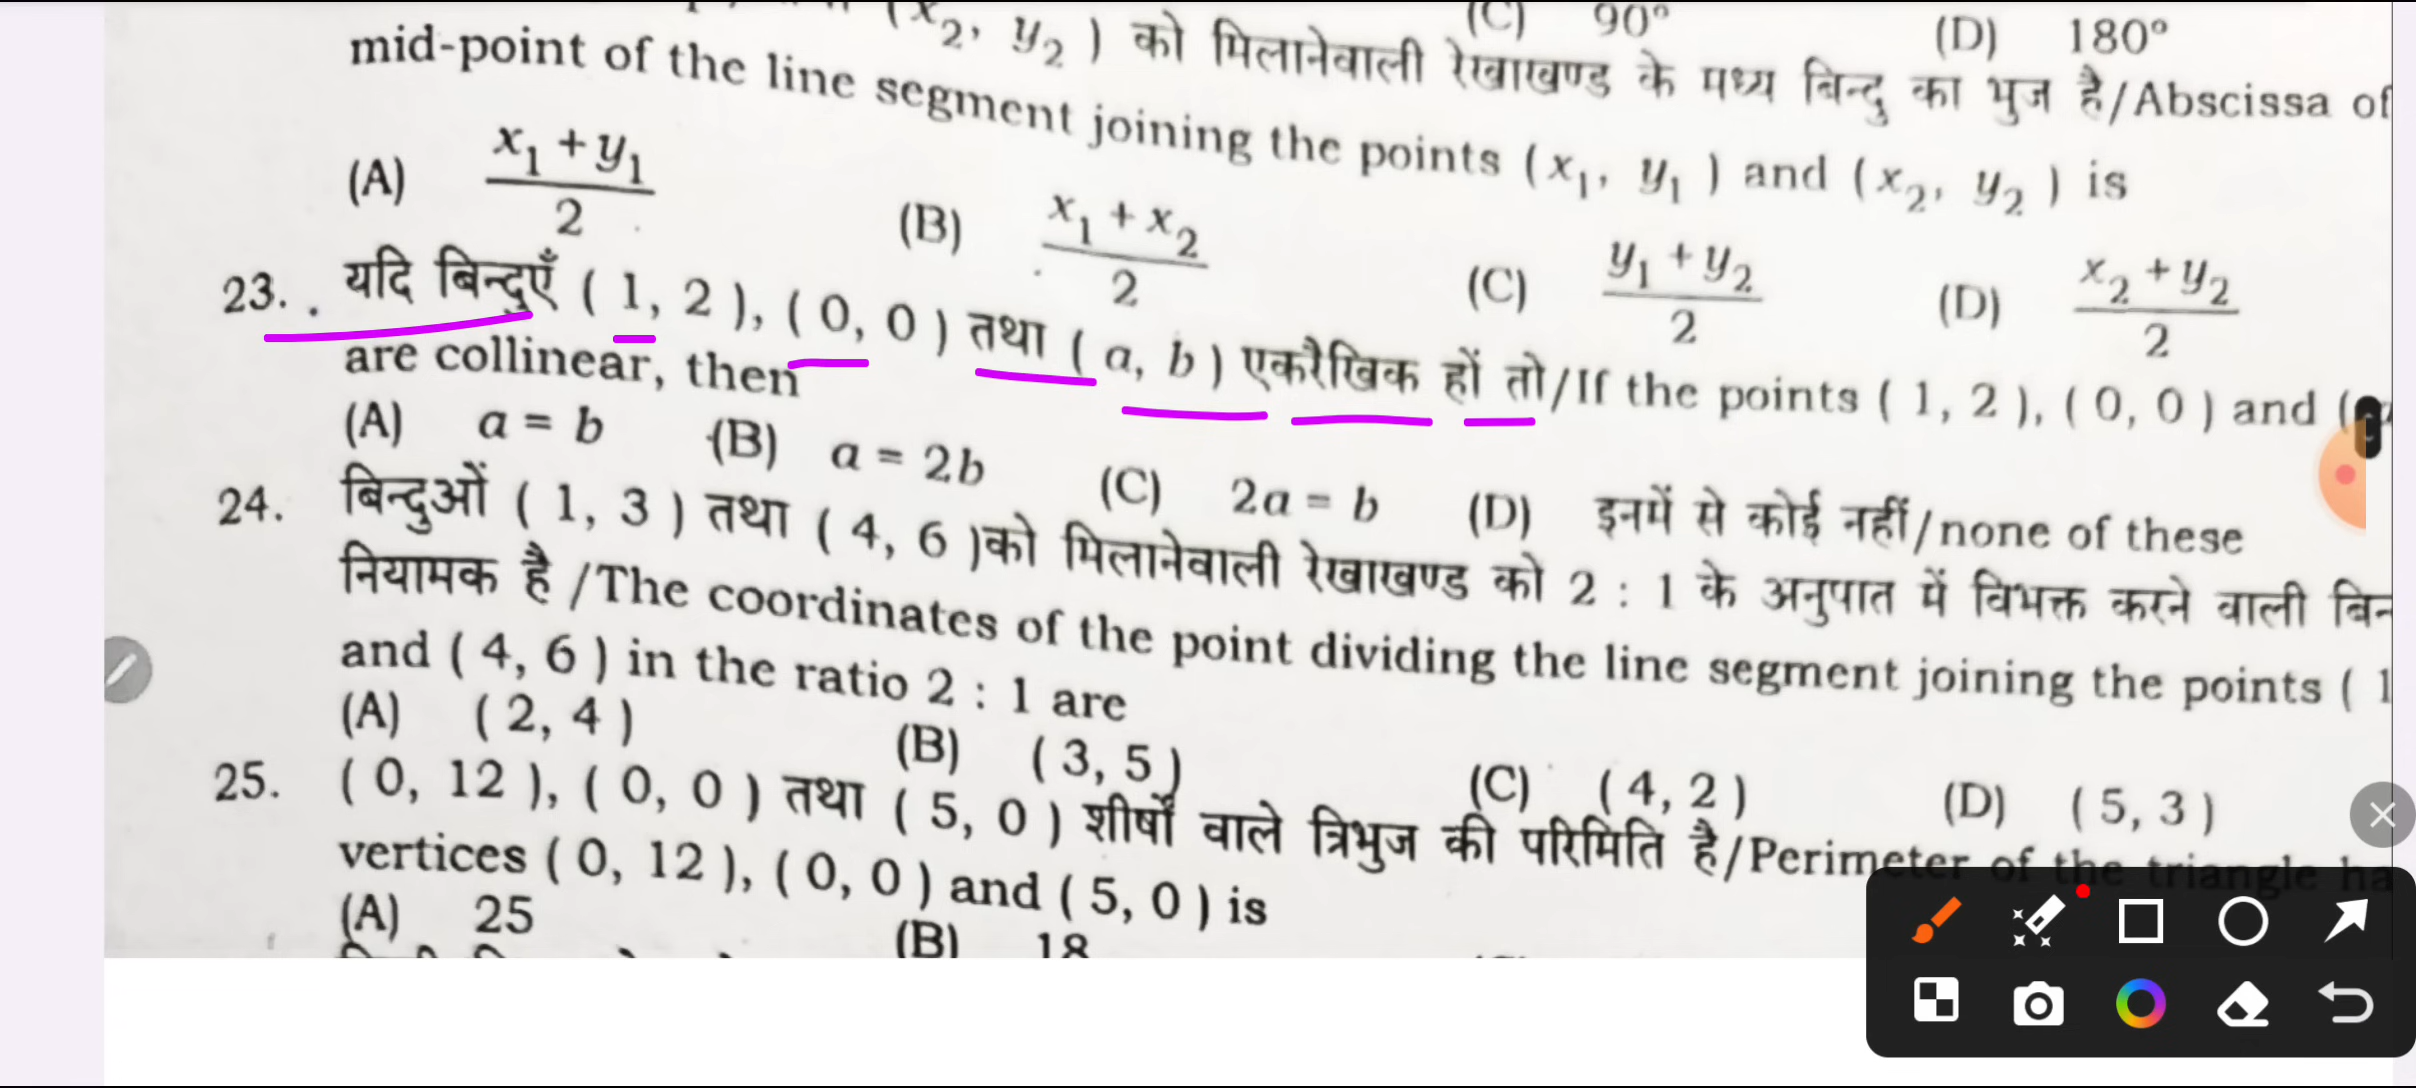 (x₂, y₂) को मिलानेवाली रेखाखण्ड के मध्य बिन्दु का भुज है/Abscissa of
mid-point of the line segment joining the points (x₁, y₁) and (x₂, y₂) is
(C) 90° (D) 180°
(A) x₁ + y₁ / 2 (B) x₁ + x₂ / 2 (C) y₁ + y₂ / 2 (D) x₂ + y₂ / 2
23. यदि बिन्दुएँ (1, 2), (0, 0) तथा (a, b) एकरैखिक हों तो/If the points (1, 2), (0, 0) and (
are collinear, then
(A) a = b (B) a = 2b (C) 2a = b (D) इनमें से कोई नहीं/none of these
24. बिन्दुओं (1, 3) तथा (4, 6)को मिलानेवाली रेखाखण्ड को 2 : 1 के अनुपात में विभक्त करने वाली
नियामक है /The coordinates of the point dividing the line segment joining the points (1
and (4, 6) in the ratio 2 : 1 are
(A) (2, 4) (B) (3, 5) (C) (4, 2) (D) (5, 3)
25. (0, 12), (0, 0) तथा (5, 0) शीर्षों वाले त्रिभुज की परिमिति है/Perimeter of the triangle
vertices (0, 12), (0, 0) and (5, 0) is
(A) 25 (B) 18